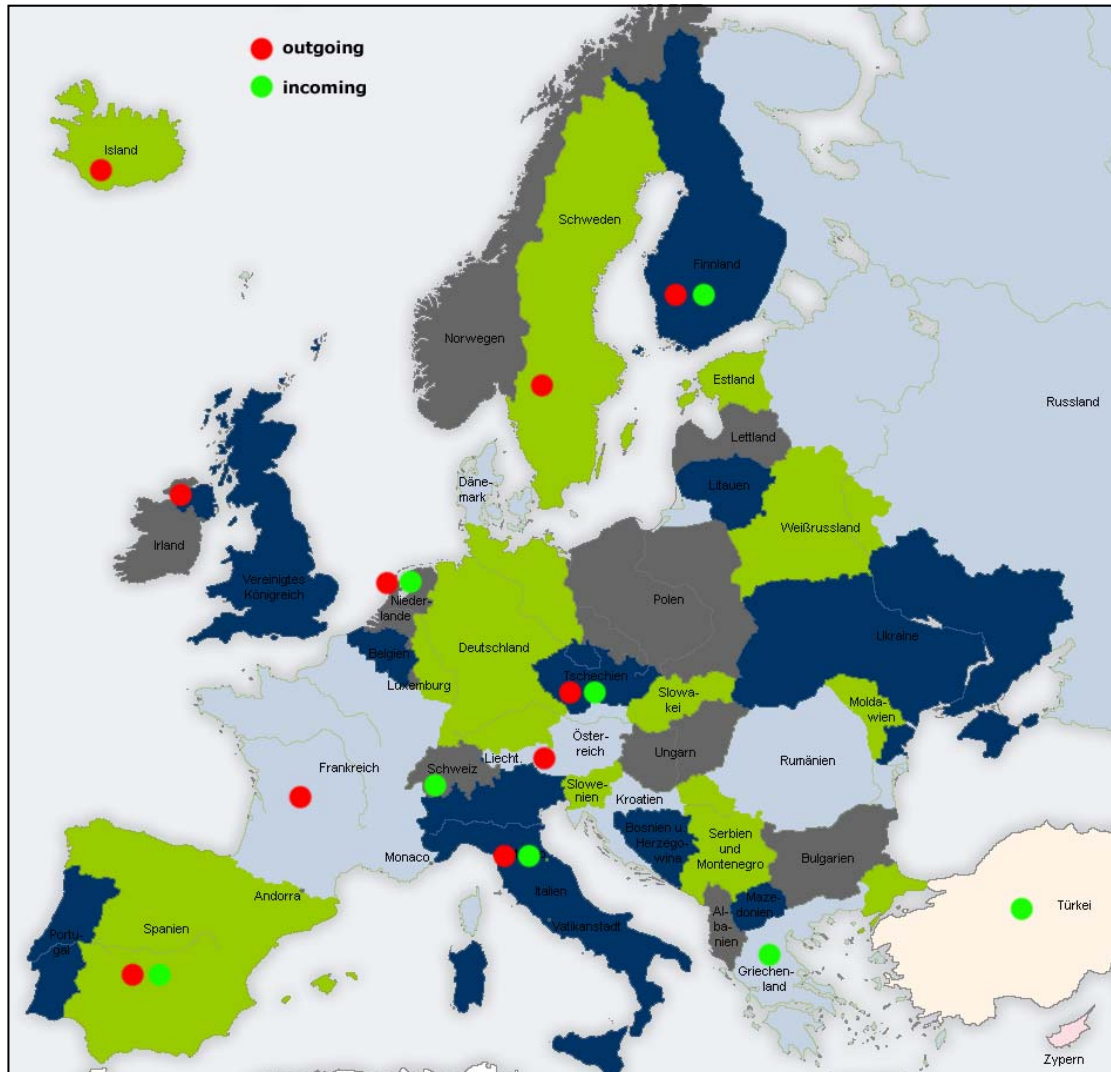 outgoing
incoming
Island
Schweden
Finnland
Norwegen
Estland
Russland
Lettland
Däne-
mark
Litauen
Weißrussland
Irland
Vereinigtes
Königreich
Nieder-
lande
Polen
Belgien
Deutschland
Ukraine
Luxemburg
Tschechien
Slowa-
kei
Molda-
wien
Öster-
reich
Liecht.
Ungarn
Schweiz
Rumänien
Frankreich
Slowe-
nien
Kroatien
Bosnien u.
Herzego-
wina
Serbien
und
Montenegro
Monaco
Bulgarien
Italien
Andorra
Maze-
donien
Türkei
Spanien
Portu-
gal
Vatikanstadt
Al-
ba-
nien
Griechen-
land
Zypern